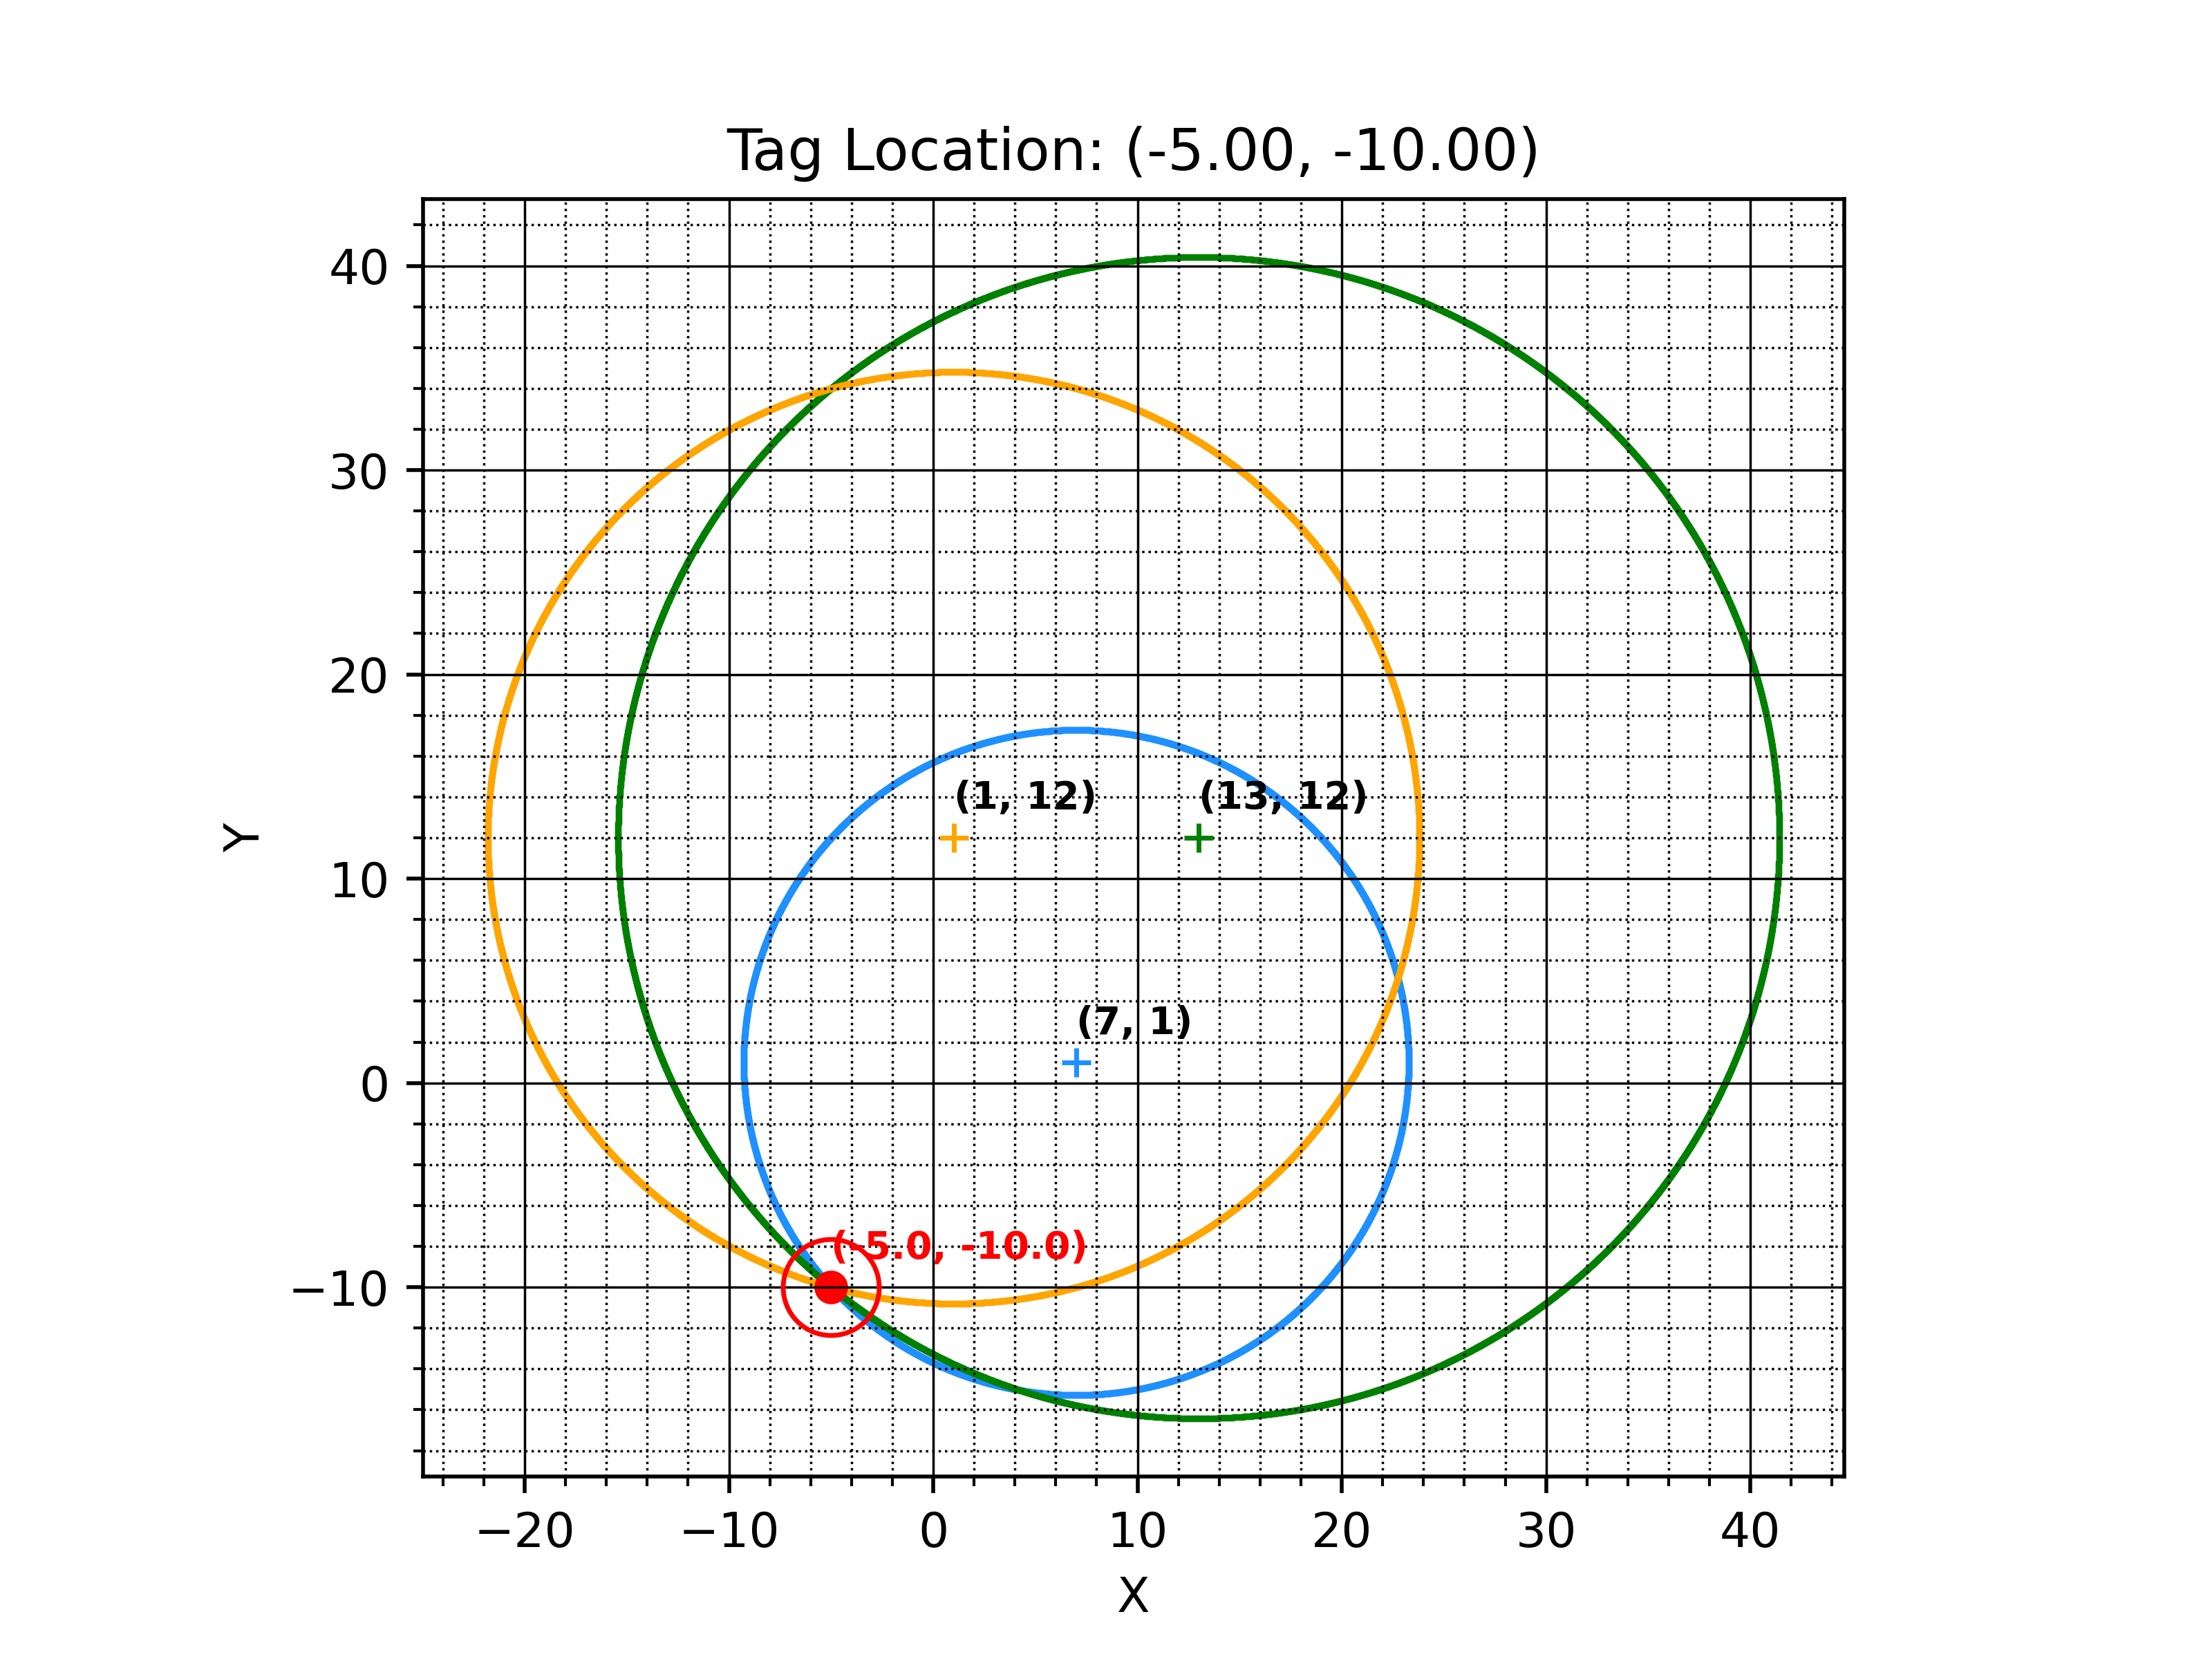 Tag Location: (-5.00, -10.00)
40
30
20
10
0
−10
Y
(1, 12)
(13, 12)
(7, 1)
(-5.0, -10.0)
−20 −10 0 10 20 30 40
X